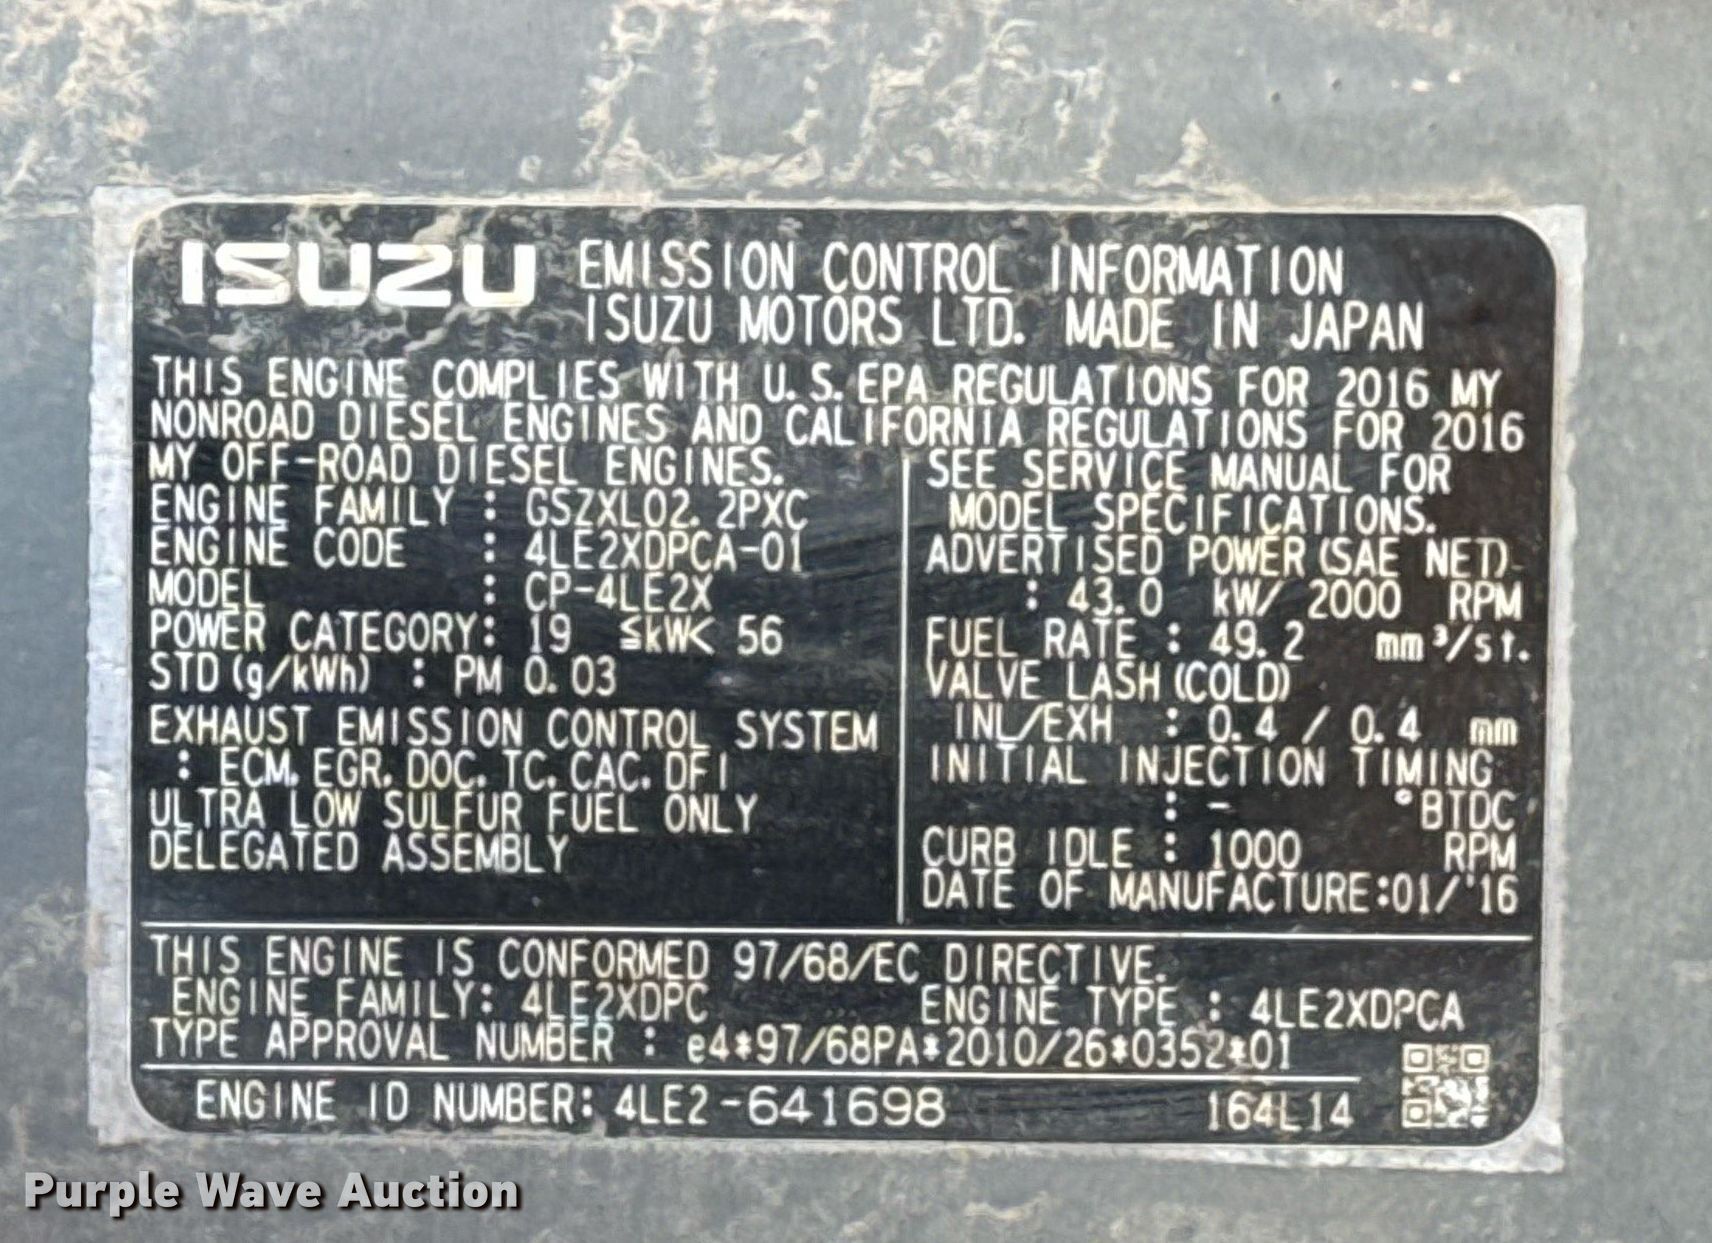 ISUZU EMISSION CONTROL INFORMATION
ISUZU MOTORS LTD. MADE IN JAPAN
THIS ENGINE COMPLIES WITH U.S. EPA REGULATIONS FOR 2016 MY
NONROAD DIESEL ENGINES AND CALIFORNIA REGULATIONS FOR 2016
MY OFF-ROAD DIESEL ENGINES.
ENGINE FAMILY : GSZXL02.2PXC
ENGINE CODE : 4LE2XDPCA-01
MODEL : CP-4LE2X
POWER CATEGORY: 19 ≦kW< 56
STD(g/kWh) : PM 0.03
EXHAUST EMISSION CONTROL SYSTEM
: ECM, EGR, DOC, TC, CAC, DFI
ULTRA LOW SULFUR FUEL ONLY
DELEGATED ASSEMBLY
SEE SERVICE MANUAL FOR
MODEL SPECIFICATIONS.
ADVERTISED POWER(SAE NET)
: 43.0 kW/ 2000 RPM
FUEL RATE : 49.2 mm³/st.
VALVE LASH(COLD)
INL/EXH : 0.4 / 0.4 mm
INITIAL INJECTION TIMING
: - °BTDC
CURB IDLE : 1000 RPM
DATE OF MANUFACTURE:01/'16
THIS ENGINE IS CONFORMED 97/68/EC DIRECTIVE.
ENGINE FAMILY: 4LE2XDPC ENGINE TYPE : 4LE2XDPCA
TYPE APPROVAL NUMBER : e4*97/68PA*2010/26*0352*01
ENGINE ID NUMBER: 4LE2-641698 164L14
Purple Wave Auction